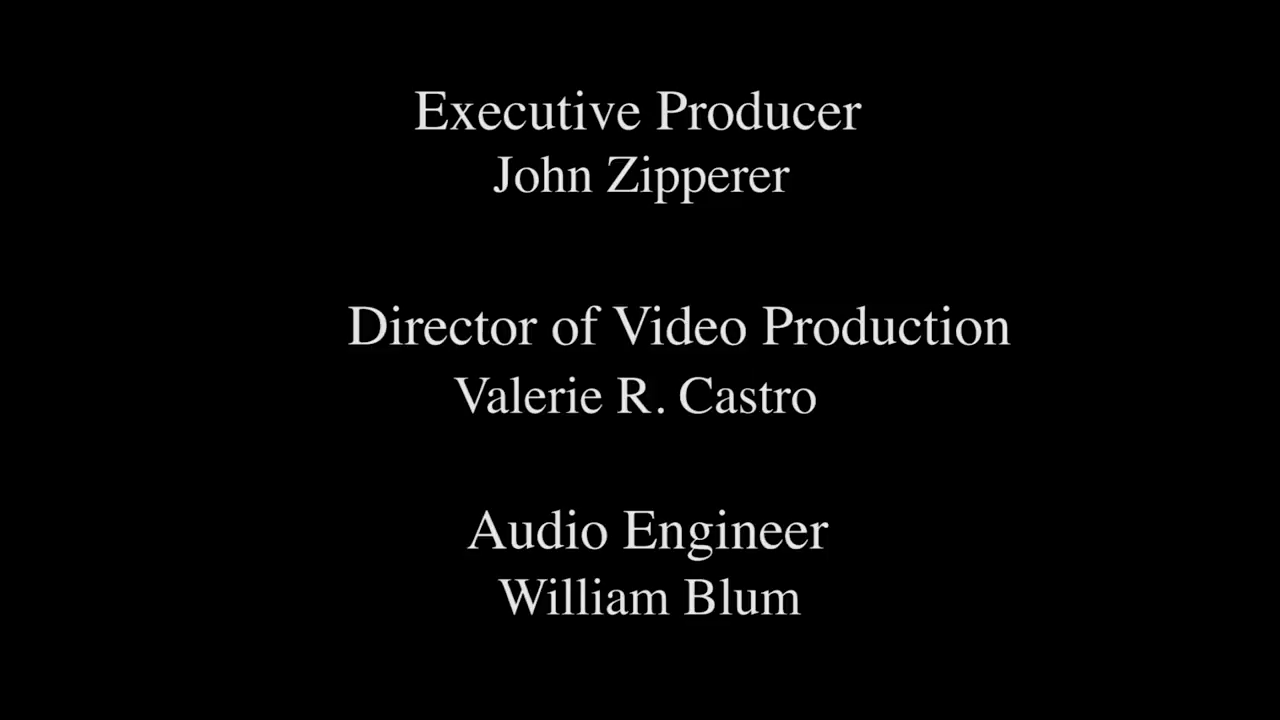 Executive Producer
John Zipperer
Director of Video Production
Valerie R. Castro
Audio Engineer
William Blum